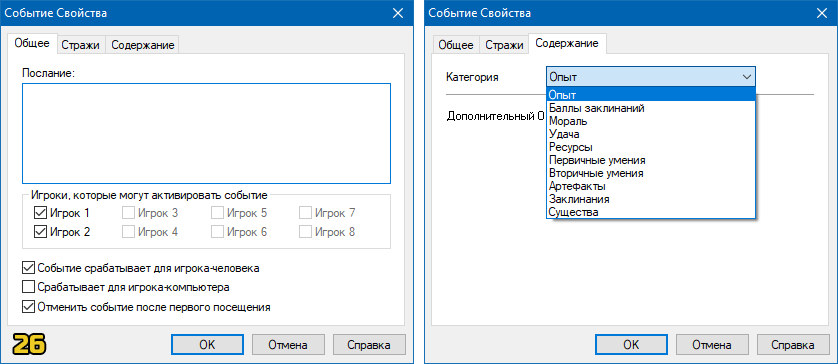 Событие Свойства
Общее Стражи Содержание
Послание:
Игроки, которые могут активировать событие
Игрок 1 Игрок 3 Игрок 5 Игрок 7
Игрок 2 Игрок 4 Игрок 6 Игрок 8
Событие срабатывает для игрока-человека
Срабатывает для игрока-компьютера
Отменить событие после первого посещения
26
OK Отмена Справка
Событие Свойства
Общее Стражи Содержание
Категория Опыт
Опыт
Дополнительный О
Баллы заклинаний
Мораль
Удача
Ресурсы
Первичные умения
Вторичные умения
Артефакты
Заклинания
Существа
OK Отмена Справка